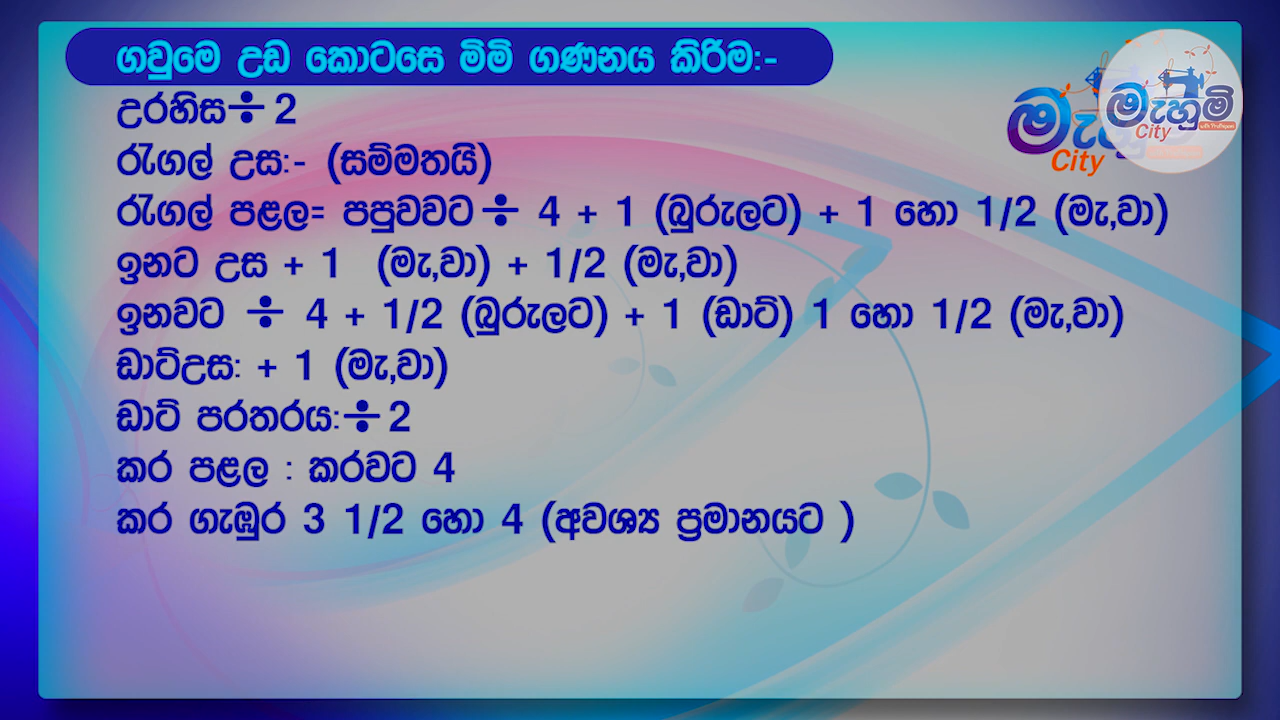 ගවුමෙ උඩ කොටසෙ මිමි ගණනය කිරිම:-
උරහිස÷ 2
රැගල් උස:- (සම්මතයි)
රැගල් පළල= පපුවවට÷ 4 + 1 (බුරුලට) + 1 හො 1/2 (මැ,වා)
ඉනට උස + 1 (මැ,වා) + 1/2 (මැ,වා)
ඉනවට ÷ 4 + 1/2 (බුරුලට) + 1 (ඩාට්) 1 හො 1/2 (මැ,වා)
ඩාට්උස: + 1 (මැ,වා)
ඩාට් පරතරය:÷2
කර පළල : කරවට 4
කර ගැඹුර 3 1/2 හො 4 (අවශ්‍ය ප්‍රමානයට )
මැහුම්
City